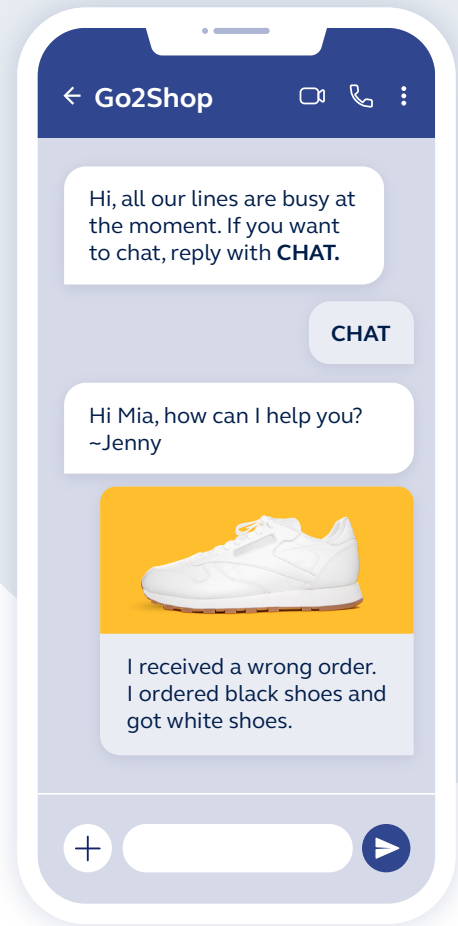 Go2Shop
Hi, all our lines are busy at
the moment. If you want
to chat, reply with CHAT.
CHAT
Hi Mia, how can I help you?
~Jenny
I received a wrong order.
I ordered black shoes and
got white shoes.